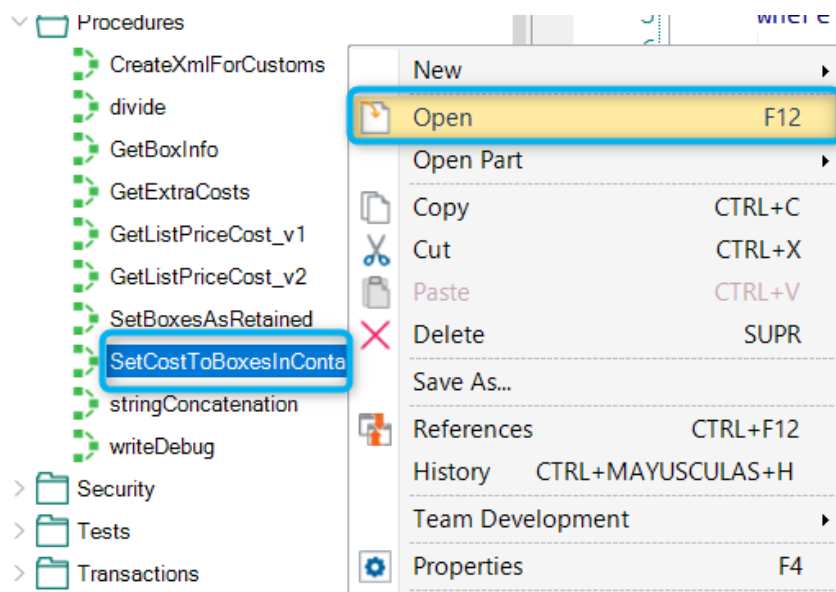 Procedures
CreateXmlForCustoms
divide
GetBoxInfo
GetExtraCosts
GetListPriceCost_v1
GetListPriceCost_v2
SetBoxesAsRetained
SetCostToBoxesInConta
stringConcatenation
writeDebug
Security
Tests
Transactions
where
New
Open F12
Open Part
Copy CTRL+C
Cut CTRL+X
Paste CTRL+V
Delete SUPR
Save As...
References CTRL+F12
History CTRL+MAYUSCULAS+H
Team Development
Properties F4